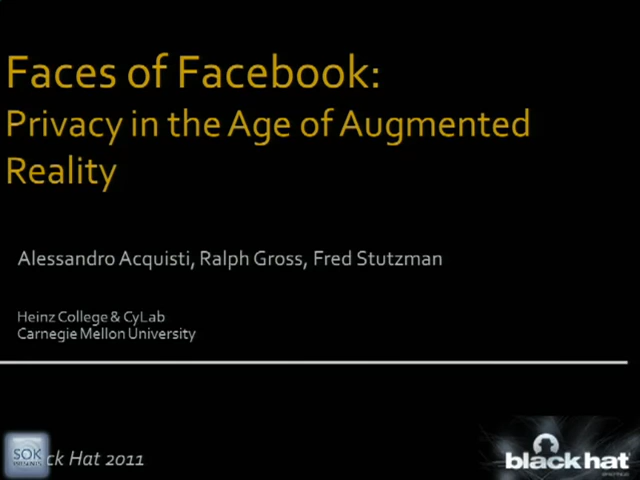 Faces of Facebook:
Privacy in the Age of Augmented
Reality
Alessandro Acquisti, Ralph Gross, Fred Stutzman
Heinz College & CyLab
Carnegie Mellon University
SOK
ck Hat 2011
black hat